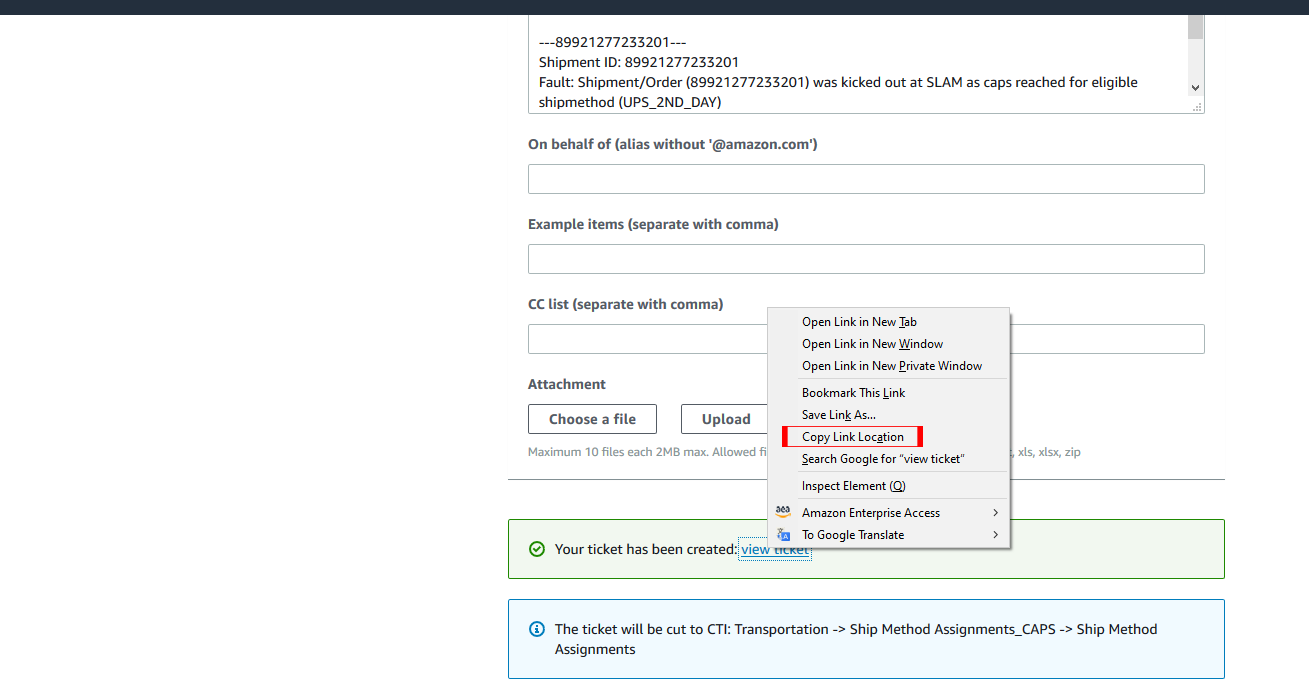 ---89921277233201---
Shipment ID: 89921277233201
Fault: Shipment/Order (89921277233201) was kicked out at SLAM as caps reached for eligible
shipmethod (UPS_2ND_DAY)
On behalf of (alias without '@amazon.com')
Example items (separate with comma)
CC list (separate with comma)
Attachment
Choose a file
Upload
Maximum 10 files each 2MB max. Allowed fi
, xls, xlsx, zip
Open Link in New Tab
Open Link in New Window
Open Link in New Private Window
Bookmark This Link
Save Link As...
Copy Link Location
Search Google for "view ticket"
Inspect Element (Q)
aea Amazon Enterprise Access
To Google Translate
Your ticket has been created: view ticket
The ticket will be cut to CTI: Transportation -> Ship Method Assignments_CAPS -> Ship Method
Assignments